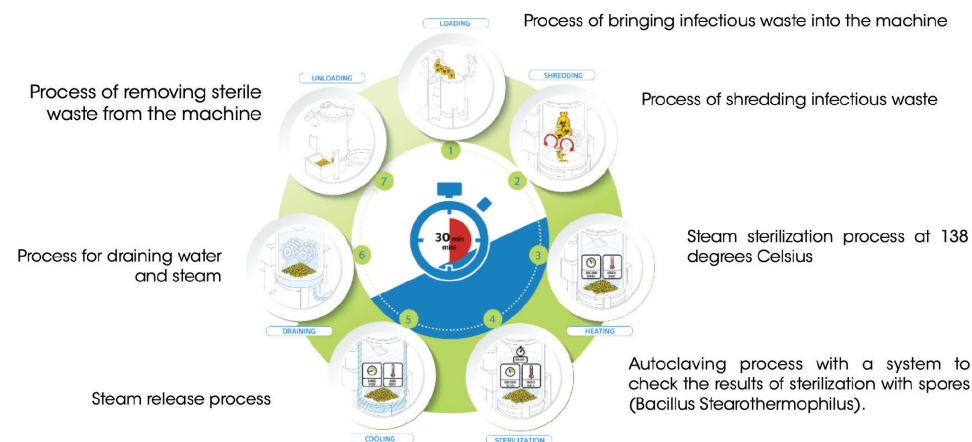 LOADING
Process of bringing infectious waste into the machine
UNLOADING
SHREDDING
Process of removing sterile
waste from the machine
Process of shredding infectious waste
1
7
2
30 min
mini
Process for draining water
and steam
6
3
Steam sterilization process at 138
degrees Celsius
5
4
DRAINING
HEATING
Autoclaving process with a system to
check the results of sterilization with spores
(Bacillus Stearothermophilus).
Steam release process
COOLING
STERILIZATION